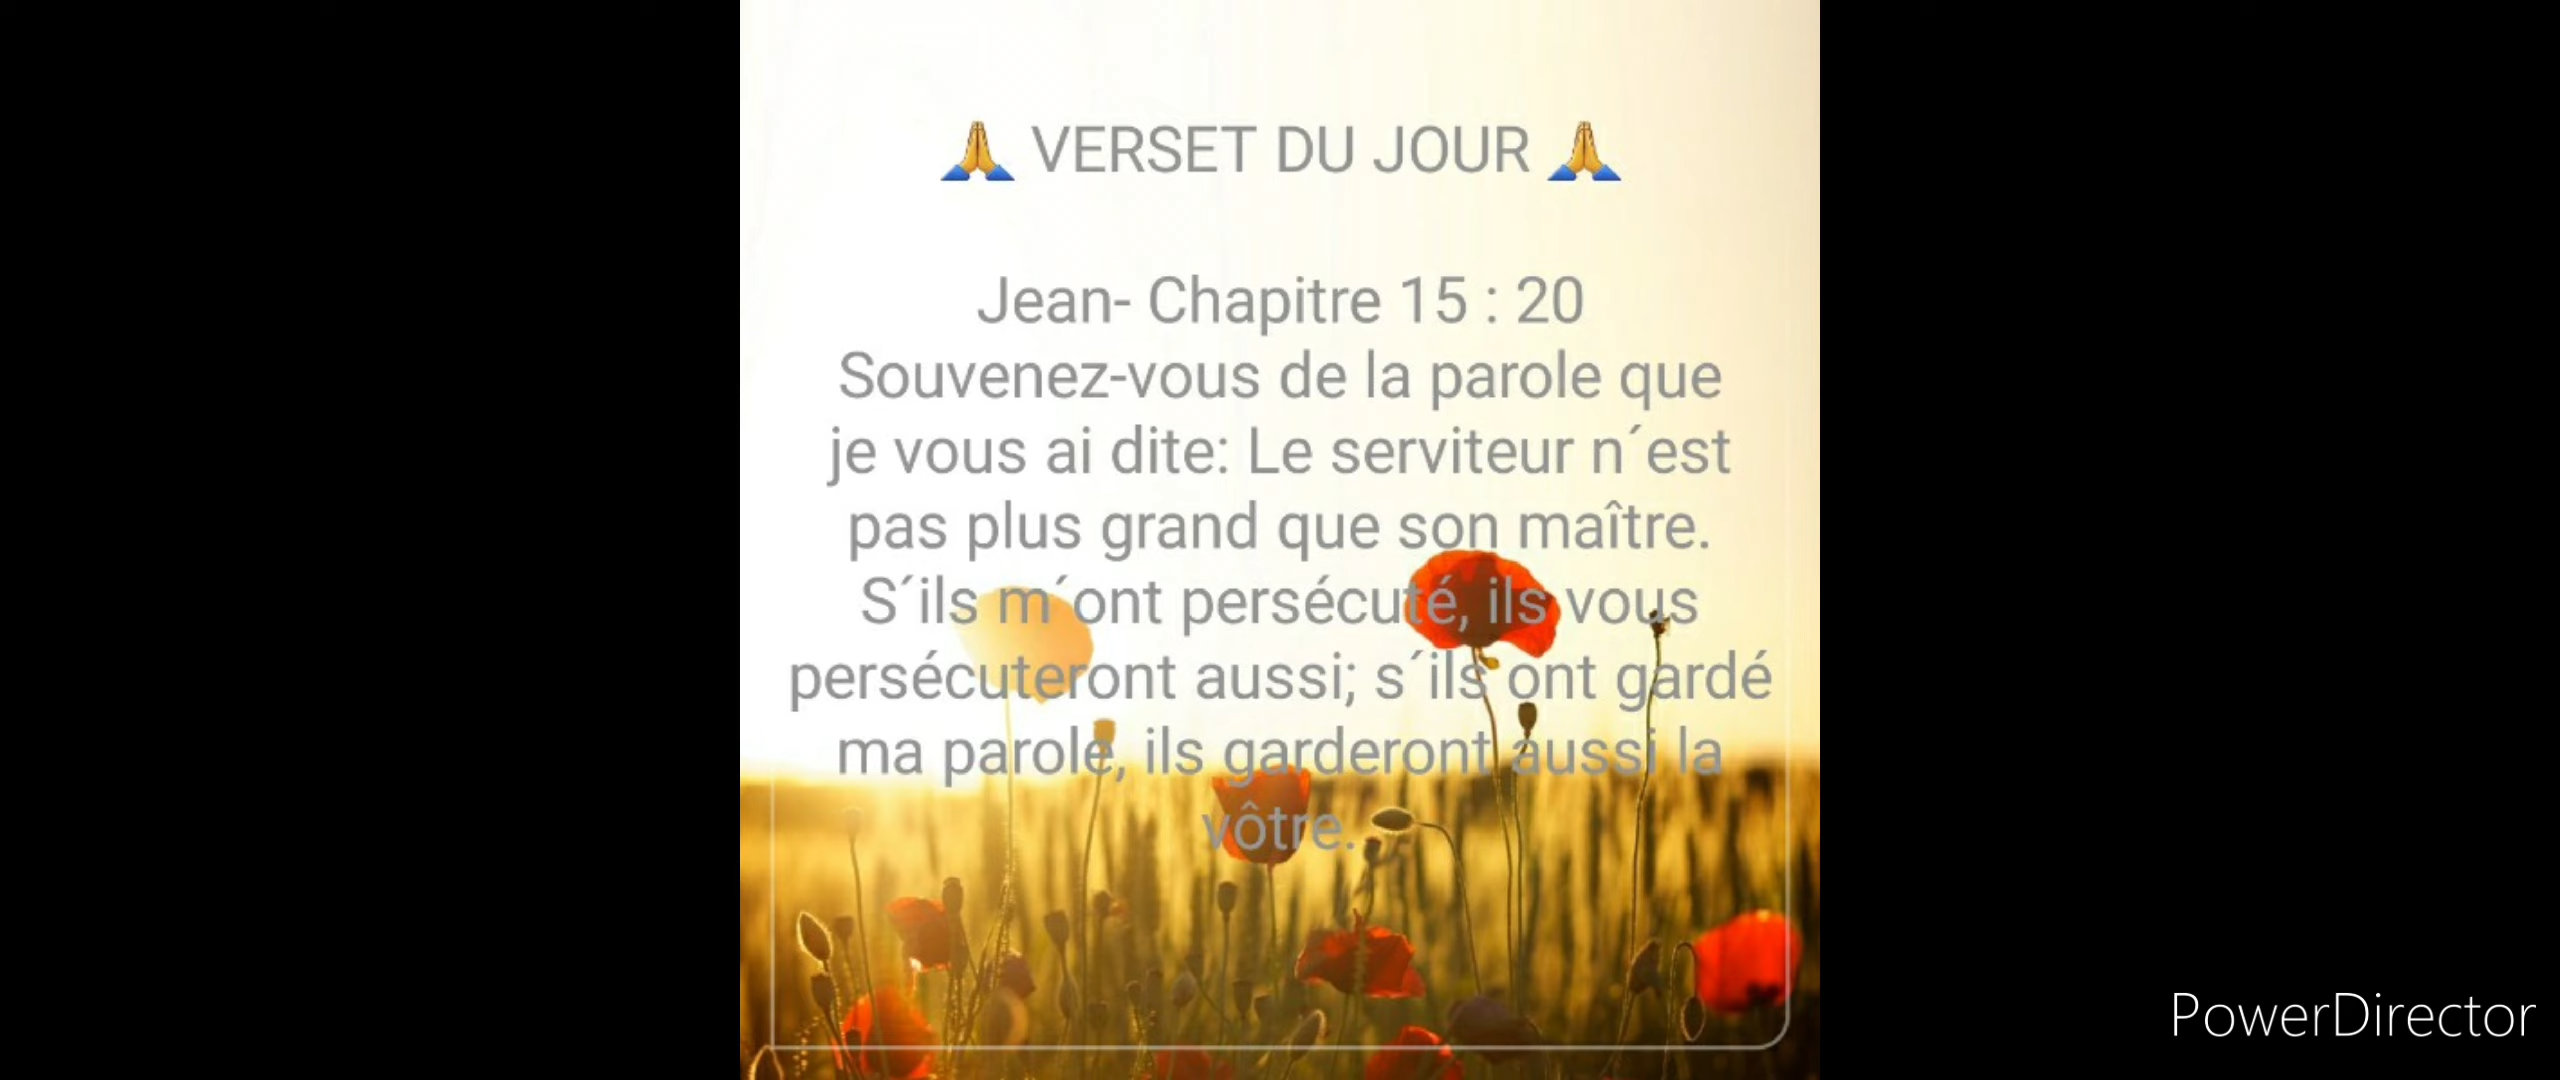 🙏 VERSET DU JOUR 🙏
Jean- Chapitre 15 : 20
Souvenez-vous de la parole que
je vous ai dite: Le serviteur n´est
pas plus grand que son maître.
S´ils m´ont persécuté, ils vous
persécuteront aussi; s´ils ont gardé
ma parole, ils garderont aussi la
vôtre.
PowerDirector